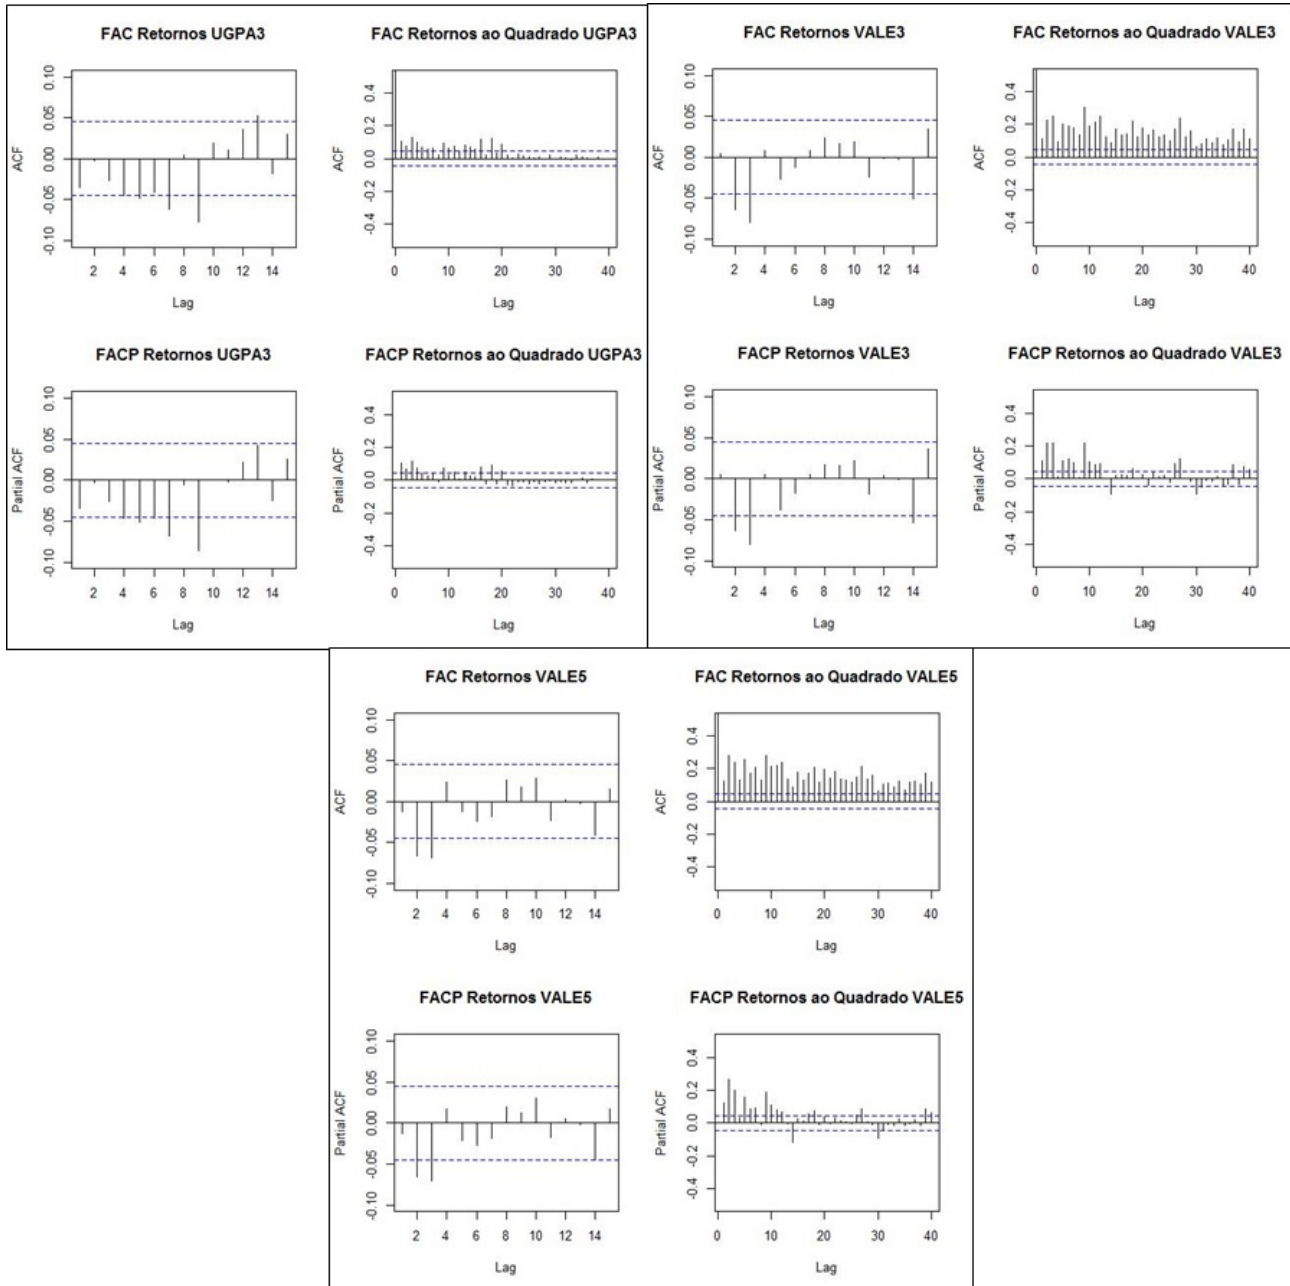 FAC Retornos UGPA3
ACF
0.10
0.05
0.00
-0.05
-0.10
2 4 6 8 10 12 14
Lag
FAC Retornos ao Quadrado UGPA3
ACF
0.4
0.2
0.0
-0.2
-0.4
0 10 20 30 40
Lag
FACP Retornos UGPA3
Partial ACF
0.10
0.05
0.00
-0.05
-0.10
2 4 6 8 10 12 14
Lag
FACP Retornos ao Quadrado UGPA3
Partial ACF
0.4
0.2
0.0
-0.2
-0.4
0 10 20 30 40
Lag
FAC Retornos VALE3
ACF
0.10
0.05
0.00
-0.05
-0.10
2 4 6 8 10 12 14
Lag
FAC Retornos ao Quadrado VALE3
ACF
0.4
0.2
0.0
-0.2
-0.4
0 10 20 30 40
Lag
FACP Retornos VALE3
Partial ACF
0.10
0.05
0.00
-0.05
-0.10
2 4 6 8 10 12 14
Lag
FACP Retornos ao Quadrado VALE3
Partial ACF
0.4
0.2
0.0
-0.2
-0.4
0 10 20 30 40
Lag
FAC Retornos VALE5
ACF
0.10
0.05
0.00
-0.05
-0.10
2 4 6 8 10 12 14
Lag
FAC Retornos ao Quadrado VALE5
ACF
0.4
0.2
0.0
-0.2
-0.4
0 10 20 30 40
Lag
FACP Retornos VALE5
Partial ACF
0.10
0.05
0.00
-0.05
-0.10
2 4 6 8 10 12 14
Lag
FACP Retornos ao Quadrado VALE5
Partial ACF
0.4
0.2
0.0
-0.2
-0.4
0 10 20 30 40
Lag